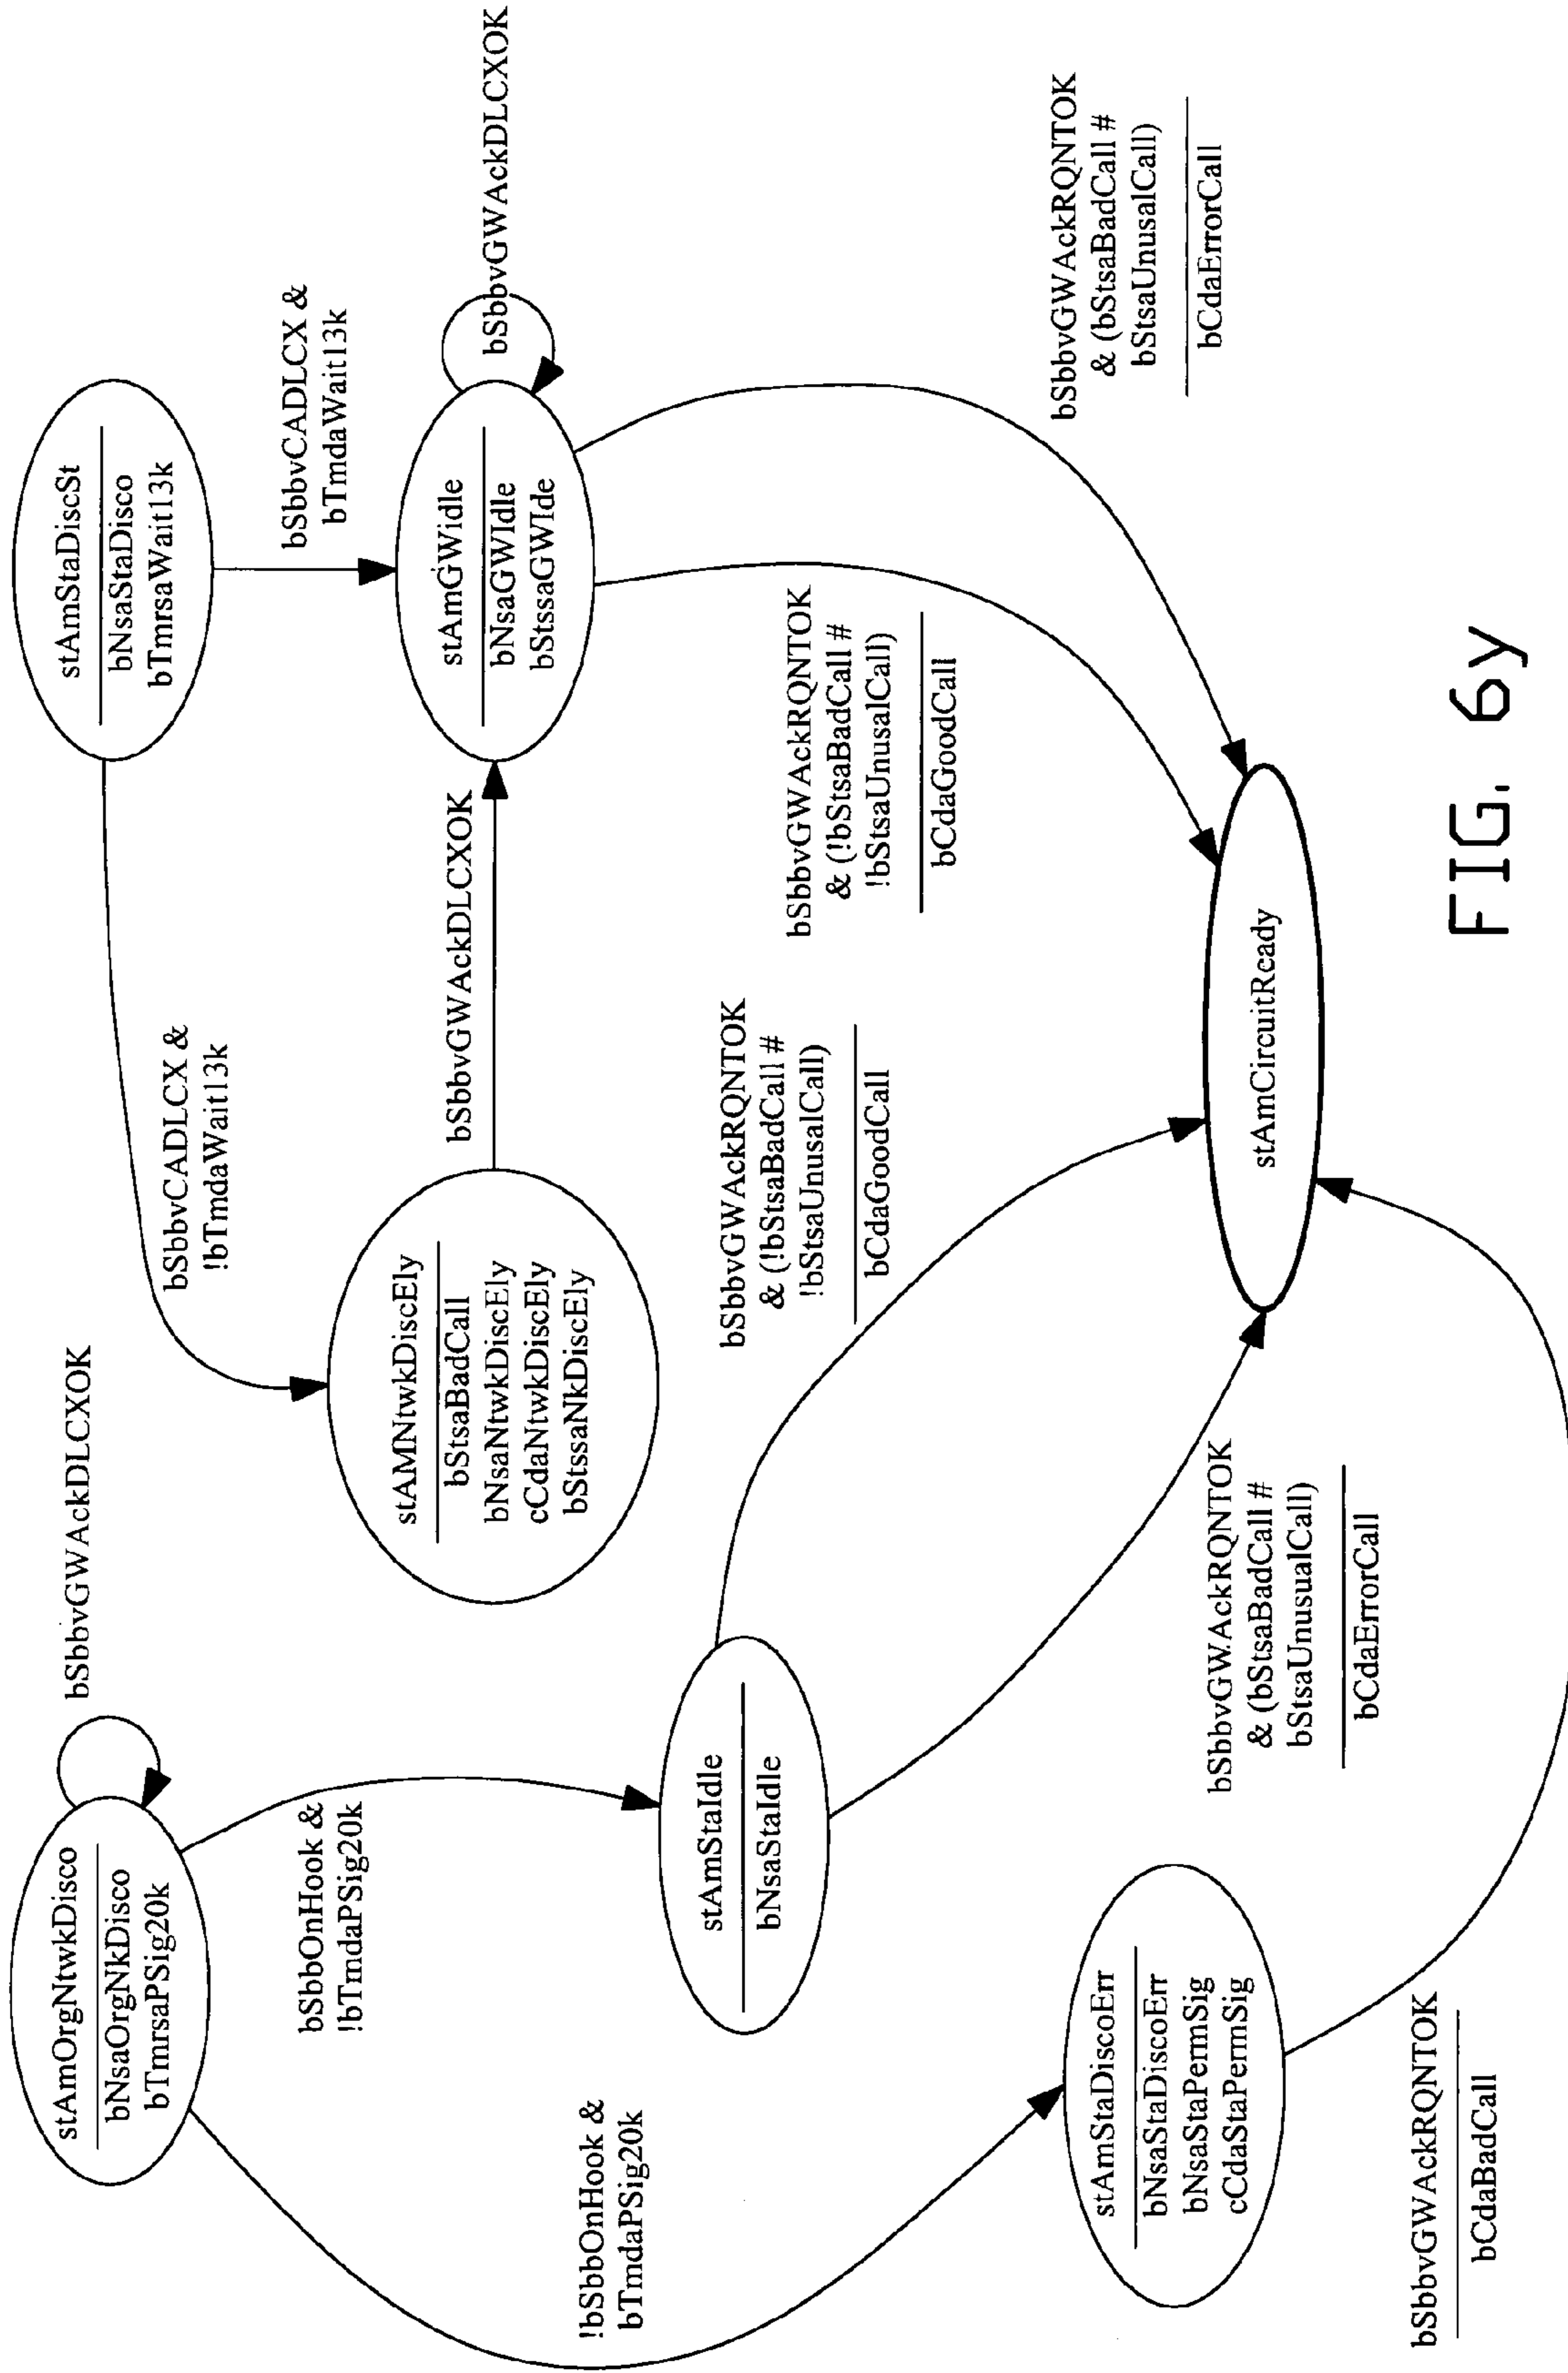 stAmOrgNtwkDisco
bNsaOrgNkDisco
bTmrsaPSig20k
bSbbvGWAckDLCXOK
bSbbOnHook &
!bTmdaPSig20k
!bSbbOnHook &
bTmdaPSig20k
stAmStaDiscSt
bNsaStaDisco
bTmrsaWait13k
bSbbvCADLCX &
!bTmdaWait13k
bSbbvCADLCX &
bTmdaWait13k
stAMNtwkDiscEly
bStsaBadCall
bNsaNtwkDiscEly
cCdaNtwkDiscEly
bStssaNkDiscEly
bSbbvGWAckDLCXOK
stAmGWidle
bNsaGWIdle
bStssaGWIde
bSbbvGWAckDLCXOK
stAmStaIdle
bNsaStaIdle
bSbbvGWAckRQNTOK
& (!bStsaBadCall #
!bStsaUnusalCall)
bCdaGoodCall
bSbbvGWAckRQNTOK
& (!bStsaBadCall #
!bStsaUnusalCall)
bCdaGoodCall
bSbbvGWAckRQNTOK
& (bStsaBadCall #
bStsaUnusalCall)
bCdaErrorCall
stAmStaDiscoErr
bNsaStaDiscoErr
bNsaStaPermSig
cCdaStaPermSig
bSbbvGWAckRQNTOK
& (bStsaBadCall #
bStsaUnusualCall)
bCdaErrorCall
stAmCircuitReady
bSbbvGWAckRQNTOK
bCdaBadCall
FIG. 6y